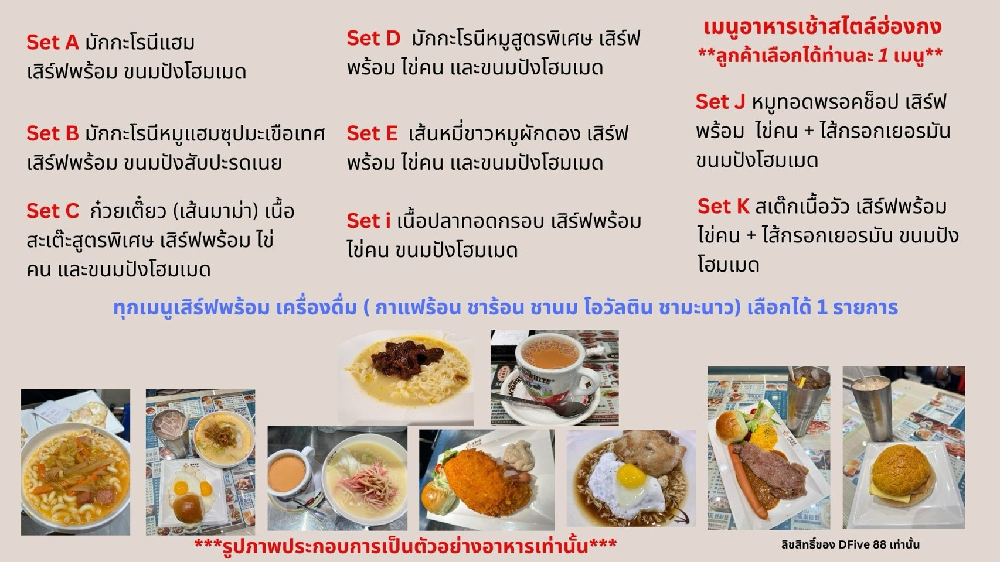 Set A มักกะโรนีแฮม
เสิร์ฟพร้อม ขนมปังโฮมเมด
Set B มักกะโรนีหมูแฮมซุปมะเขือเทศ
เสิร์ฟพร้อม ขนมปังสับปะรดเนย
Set C ก๋วยเตี๋ยว (เส้นมาม่า) เนื้อ
สะเต๊ะสูตรพิเศษ เสิร์ฟพร้อม ไข่
คน และขนมปังโฮมเมด
Set D มักกะโรนีหมูสูตรพิเศษ เสิร์ฟ
พร้อม ไข่คน และขนมปังโฮมเมด
Set E เส้นหมี่ขาวหมูผักดอง เสิร์ฟ
พร้อม ไข่คน และขนมปังโฮมเมด
Set i เนื้อปลาทอดกรอบ เสิร์ฟพร้อม
ไข่คน ขนมปังโฮมเมด
เมนูอาหารเช้าสไตล์ฮ่องกง
**ลูกค้าเลือกได้ท่านละ 1 เมนู**
Set J หมูทอดพรอคช็อป เสิร์ฟ
พร้อม ไข่คน + ไส้กรอกเยอรมัน
ขนมปังโฮมเมด
Set K สเต๊กเนื้อวัว เสิร์ฟพร้อม
ไข่คน + ไส้กรอกเยอรมัน ขนมปัง
โฮมเมด
ทุกเมนูเสิร์ฟพร้อม เครื่องดื่ม ( กาแฟร้อน ชาร้อน ชานม โอวัลติน ชามะนาว) เลือกได้ 1 รายการ
***รูปภาพประกอบการเป็นตัวอย่างอาหารเท่านั้น***
ลิขสิทธิ์ของ DFive 88 เท่านั้น